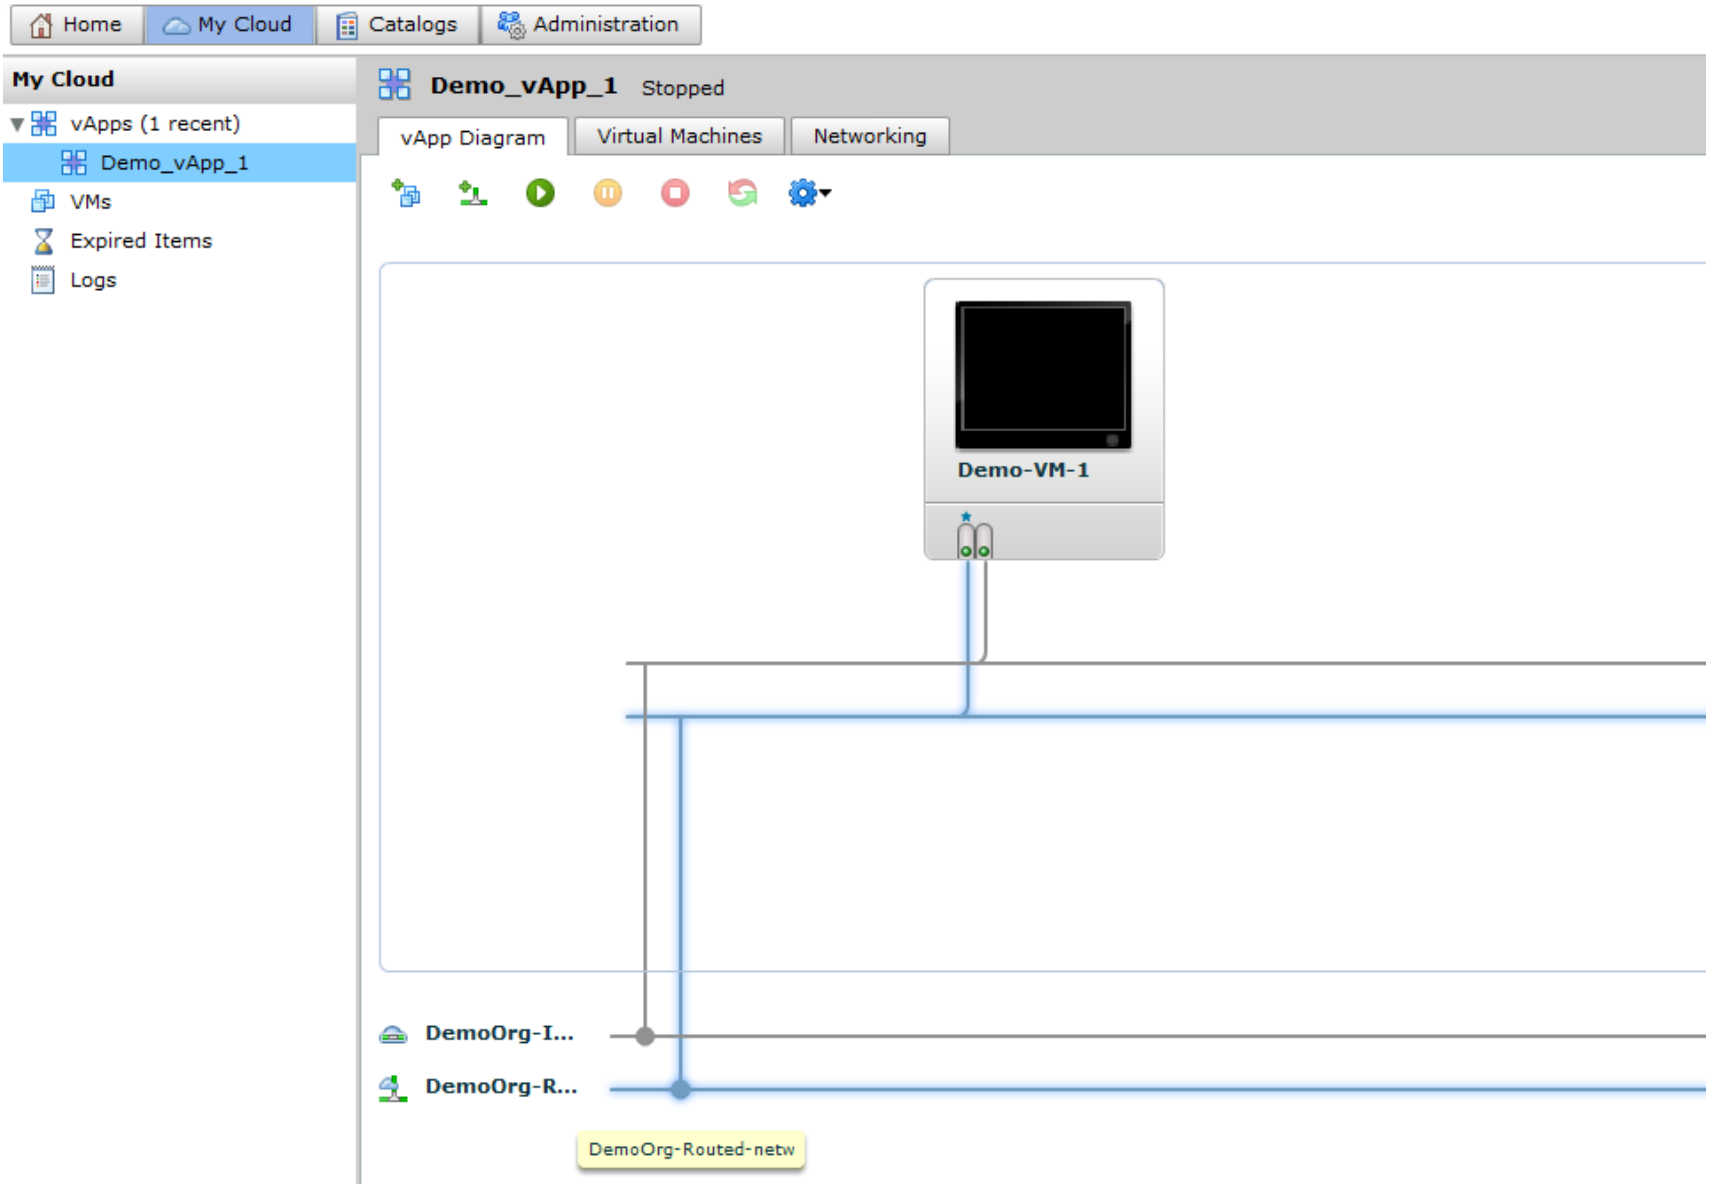 Home My Cloud Catalogs Administration
My Cloud
vApps (1 recent)
Demo_vApp_1
VMs
Expired Items
Logs
Demo_vApp_1 Stopped
vApp Diagram Virtual Machines Networking
Demo-VM-1
DemoOrg-I...
DemoOrg-R...
DemoOrg-Routed-netw